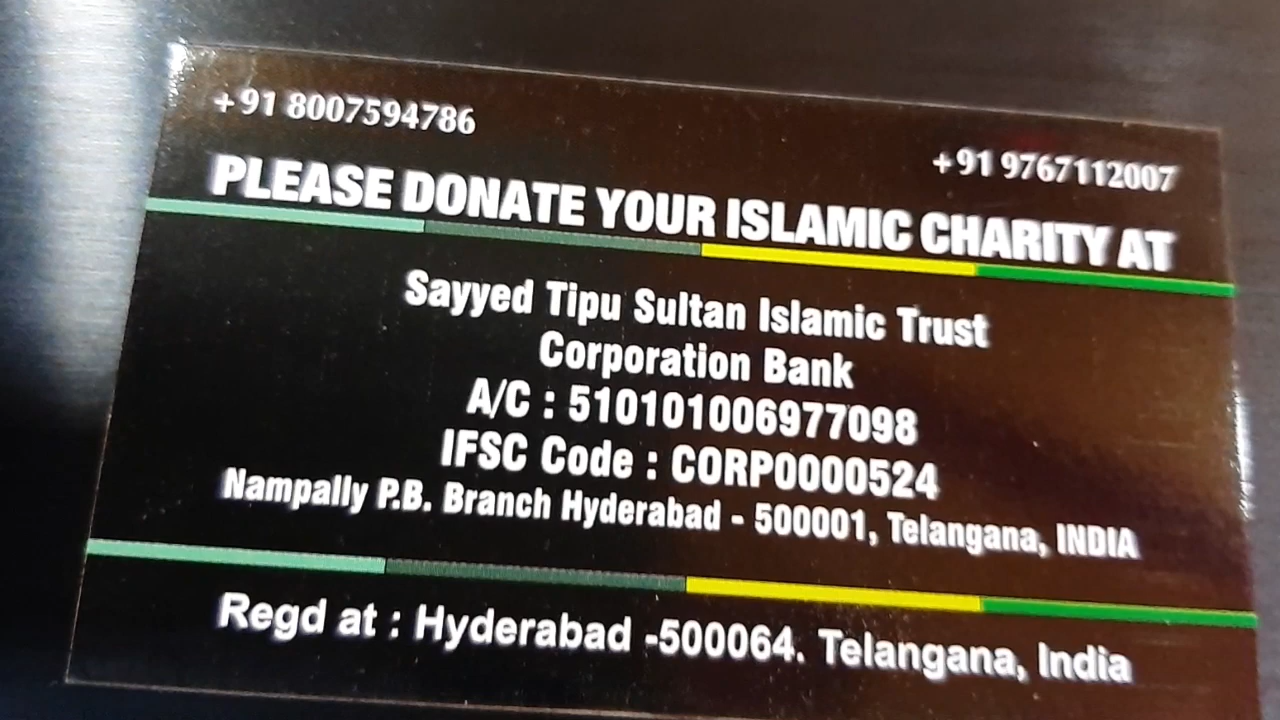 +91 8007594786
+91 9767112007
PLEASE DONATE YOUR ISLAMIC CHARITY AT
Sayyed Tipu Sultan Islamic Trust
Corporation Bank
A/C : 510101006977098
IFSC Code : CORP0000524
Nampally P.B. Branch Hyderabad - 500001, Telangana, INDIA
Regd at : Hyderabad -500064. Telangana, India